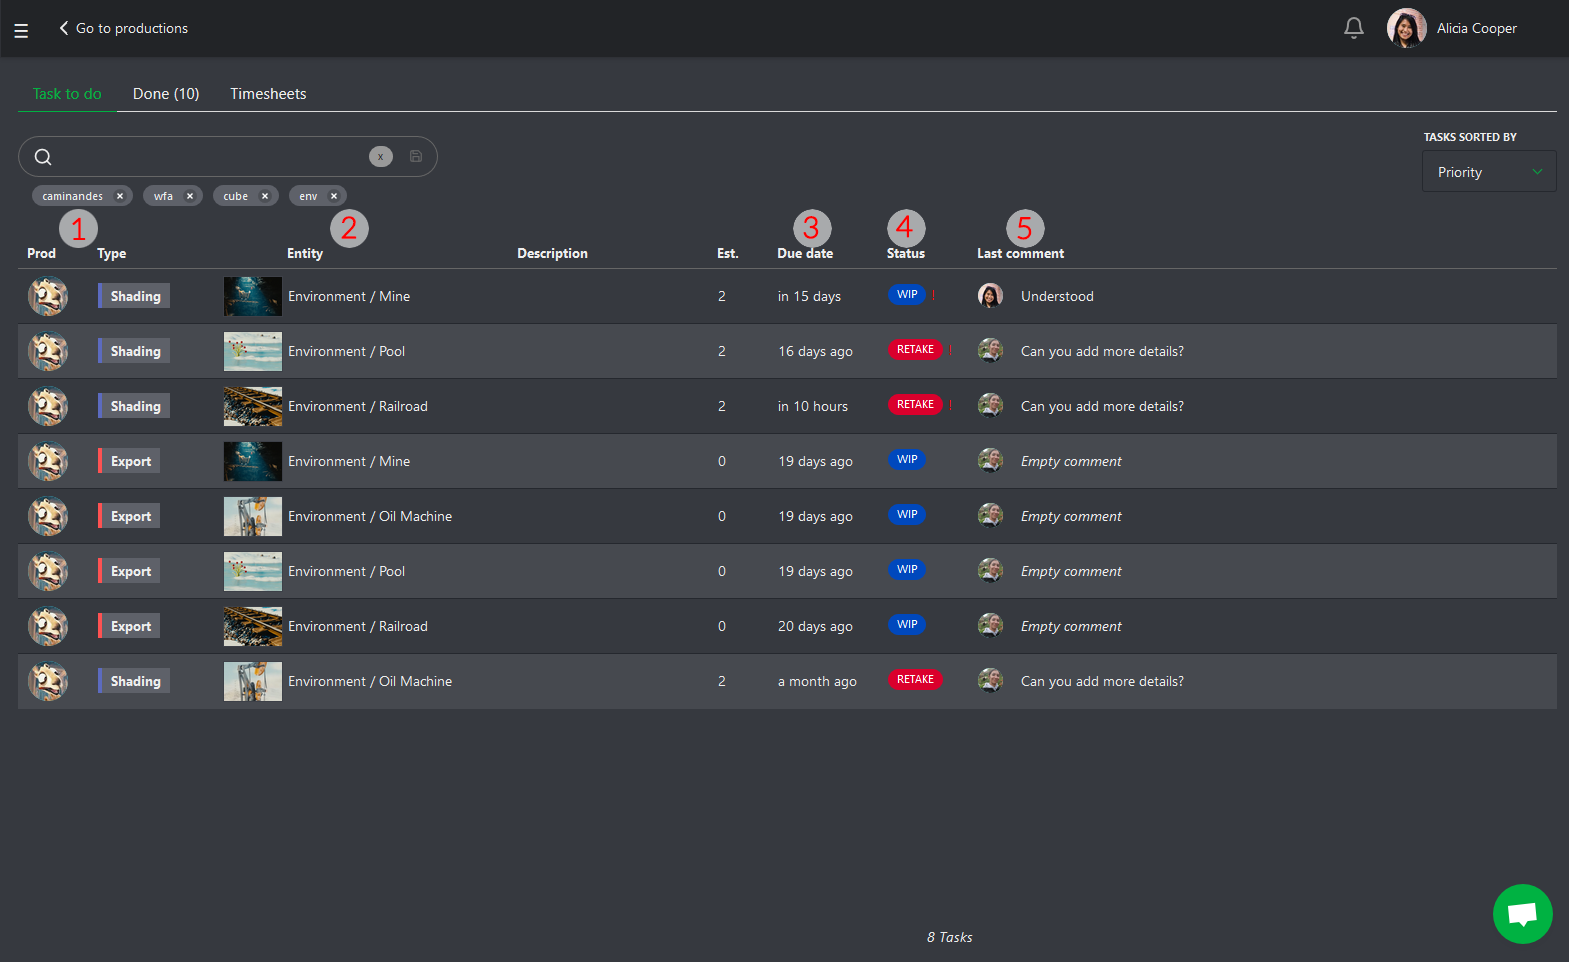 Go to productions
Alicia Cooper
Task to do Done (10) Timesheets
TASKS SORTED BY
x
Priority
caminandes x wfa x cube x env x
1 2 3 4 5
Prod Type Entity Description Est. Due date Status Last comment
Shading Environment / Mine 2 in 15 days WIP ! Understood
Shading Environment / Pool 2 16 days ago RETAKE ! Can you add more details?
Shading Environment / Railroad 2 in 10 hours RETAKE ! Can you add more details?
Export Environment / Mine 0 19 days ago WIP Empty comment
Export Environment / Oil Machine 0 19 days ago WIP Empty comment
Export Environment / Pool 0 19 days ago WIP Empty comment
Export Environment / Railroad 0 20 days ago WIP Empty comment
Shading Environment / Oil Machine 2 a month ago RETAKE Can you add more details?
8 Tasks